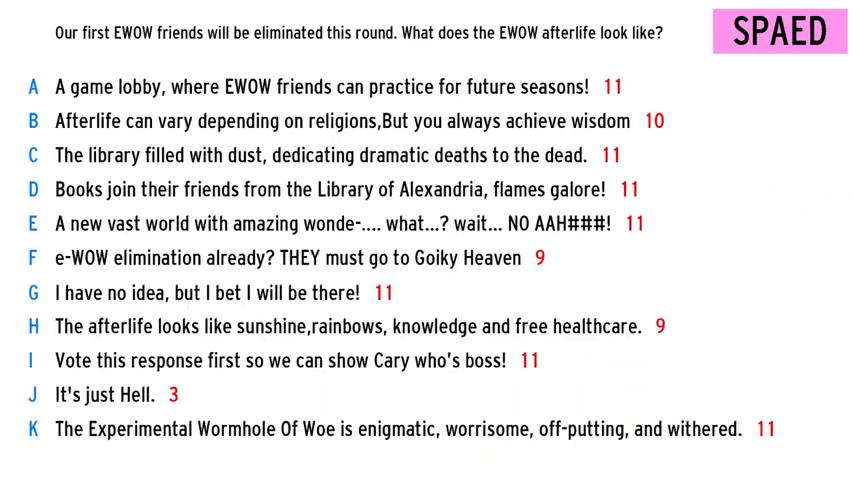 Our first EWOW friends will be eliminated this round. What does the EWOW afterlife look like?
SPAED
A A game lobby, where EWOW friends can practice for future seasons! 11
B Afterlife can vary depending on religions,But you always achieve wisdom 10
C The library filled with dust, dedicating dramatic deaths to the dead. 11
D Books join their friends from the Library of Alexandria, flames galore! 11
E A new vast world with amazing wonde-.... what...? wait... NO AAH###! 11
F e-WOW elimination already? THEY must go to Goiky Heaven 9
G I have no idea, but I bet I will be there! 11
H The afterlife looks like sunshine,rainbows, knowledge and free healthcare. 9
I Vote this response first so we can show Cary who's boss! 11
J It's just Hell. 3
K The Experimental Wormhole Of Woe is enigmatic, worrisome, off-putting, and withered. 11